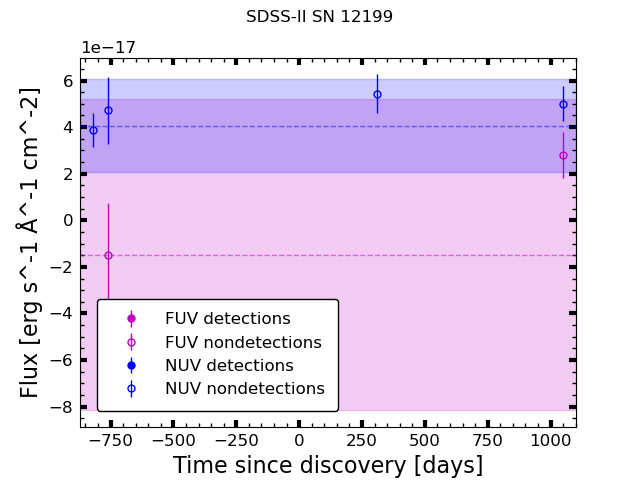 SDSS-II SN 12199
1e−17
6
4
2
0
−2
−4
−6
−8
Flux [erg s^-1 Å^-1 cm^-2]
FUV detections
FUV nondetections
NUV detections
NUV nondetections
−750 −500 −250 0 250 500 750 1000
Time since discovery [days]